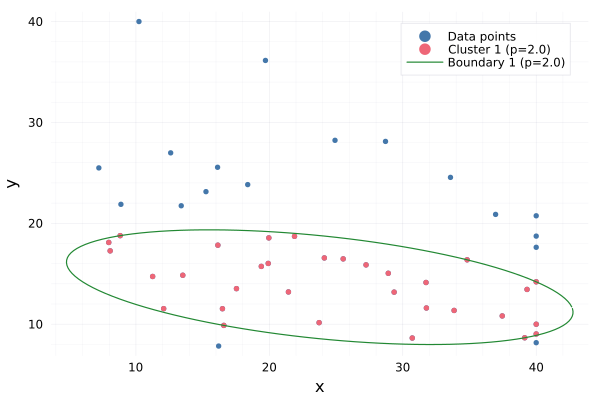 Data points
Cluster 1 (p=2.0)
Boundary 1 (p=2.0)
40
30
20
10
y
10 20 30 40
x